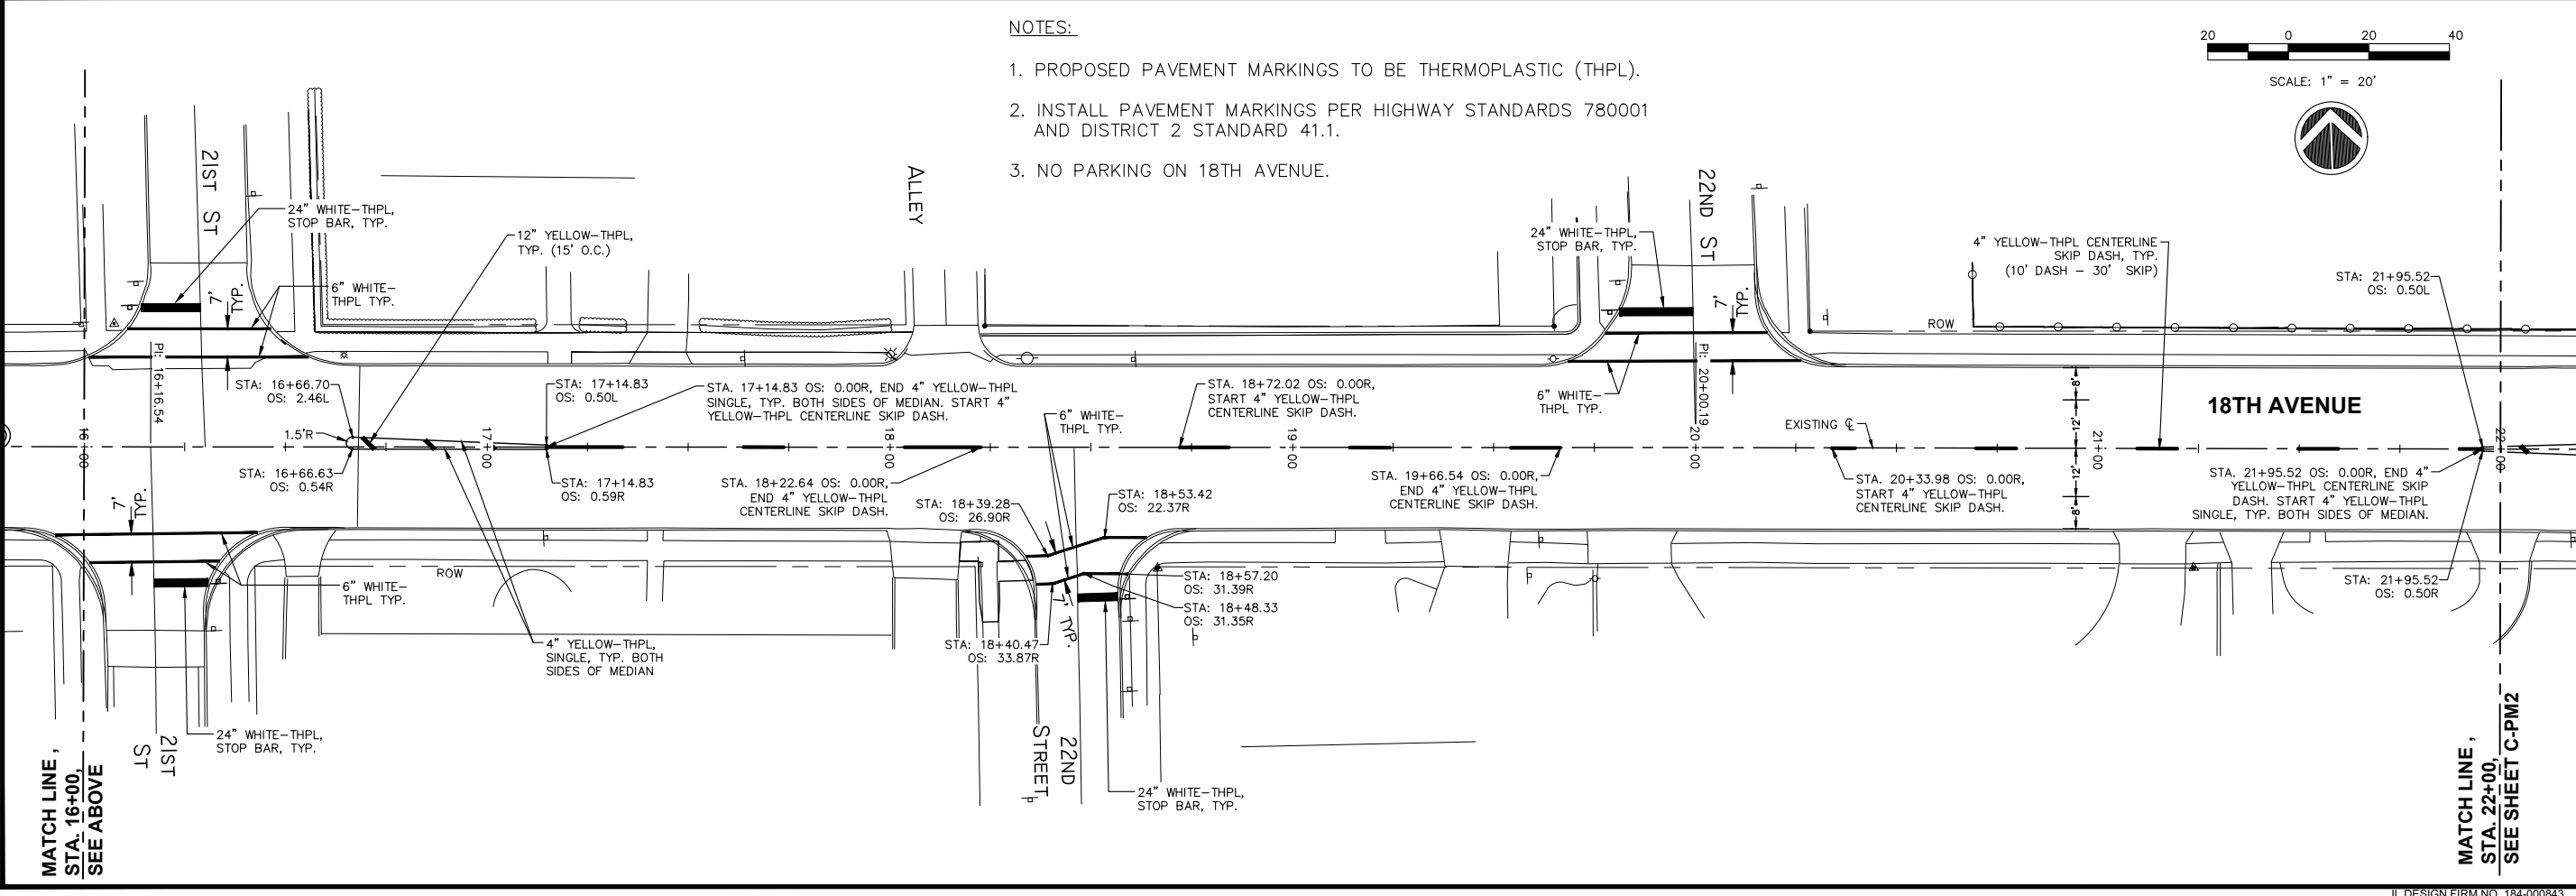 NOTES:
1. PROPOSED PAVEMENT MARKINGS TO BE THERMOPLASTIC (THPL).
2. INSTALL PAVEMENT MARKINGS PER HIGHWAY STANDARDS 780001
AND DISTRICT 2 STANDARD 41.1.
3. NO PARKING ON 18TH AVENUE.
20 0 20 40
SCALE: 1" = 20'
21ST ST
24" WHITE-THPL,
STOP BAR, TYP.
12" YELLOW-THPL,
TYP. (15' O.C.)
6" WHITE-
THPL TYP.
7'
TYP.
ALLEY
22ND ST
24" WHITE-THPL,
STOP BAR, TYP.
7'
TYP.
4" YELLOW-THPL CENTERLINE
SKIP DASH, TYP.
(10' DASH - 30' SKIP)
STA: 21+95.52
OS: 0.50L
ROW
PI: 16+16.54
STA: 16+66.70
OS: 2.46L
STA: 17+14.83
OS: 0.50L
STA. 17+14.83 OS: 0.00R, END 4" YELLOW-THPL
SINGLE, TYP. BOTH SIDES OF MEDIAN. START 4"
YELLOW-THPL CENTERLINE SKIP DASH.
6" WHITE-
THPL TYP.
STA. 18+72.02 OS: 0.00R,
START 4" YELLOW-THPL
CENTERLINE SKIP DASH.
6" WHITE-
THPL TYP.
PI: 20+00.19
8'
12'
12'
8'
18TH AVENUE
EXISTING ℄
1.5'R
16+00
17+00
18+00
19+00
20+00
21+00
22+00
STA: 16+66.63
OS: 0.54R
STA: 17+14.83
OS: 0.59R
STA. 18+22.64 OS: 0.00R,
END 4" YELLOW-THPL
CENTERLINE SKIP DASH.
STA: 18+39.28
OS: 26.90R
STA: 18+53.42
OS: 22.37R
STA. 19+66.54 OS: 0.00R,
END 4" YELLOW-THPL
CENTERLINE SKIP DASH.
STA. 20+33.98 OS: 0.00R,
START 4" YELLOW-THPL
CENTERLINE SKIP DASH.
STA. 21+95.52 OS: 0.00R, END 4"
YELLOW-THPL CENTERLINE SKIP
DASH. START 4" YELLOW-THPL
SINGLE, TYP. BOTH SIDES OF MEDIAN.
7'
TYP.
ROW
6" WHITE-
THPL TYP.
STA: 18+57.20
OS: 31.39R
STA: 18+48.33
OS: 31.35R
STA: 21+95.52
OS: 0.50R
4" YELLOW-THPL,
SINGLE, TYP. BOTH
SIDES OF MEDIAN
STA: 18+40.47
OS: 33.87R
7' TYP.
24" WHITE-THPL,
STOP BAR, TYP.
21ST
ST
22ND
STREET
24" WHITE-THPL,
STOP BAR, TYP.
MATCH LINE ,
STA. 16+00,
SEE ABOVE
MATCH LINE ,
STA. 22+00,
SEE SHEET C-PM2
IL DESIGN FIRM NO. 184-000843